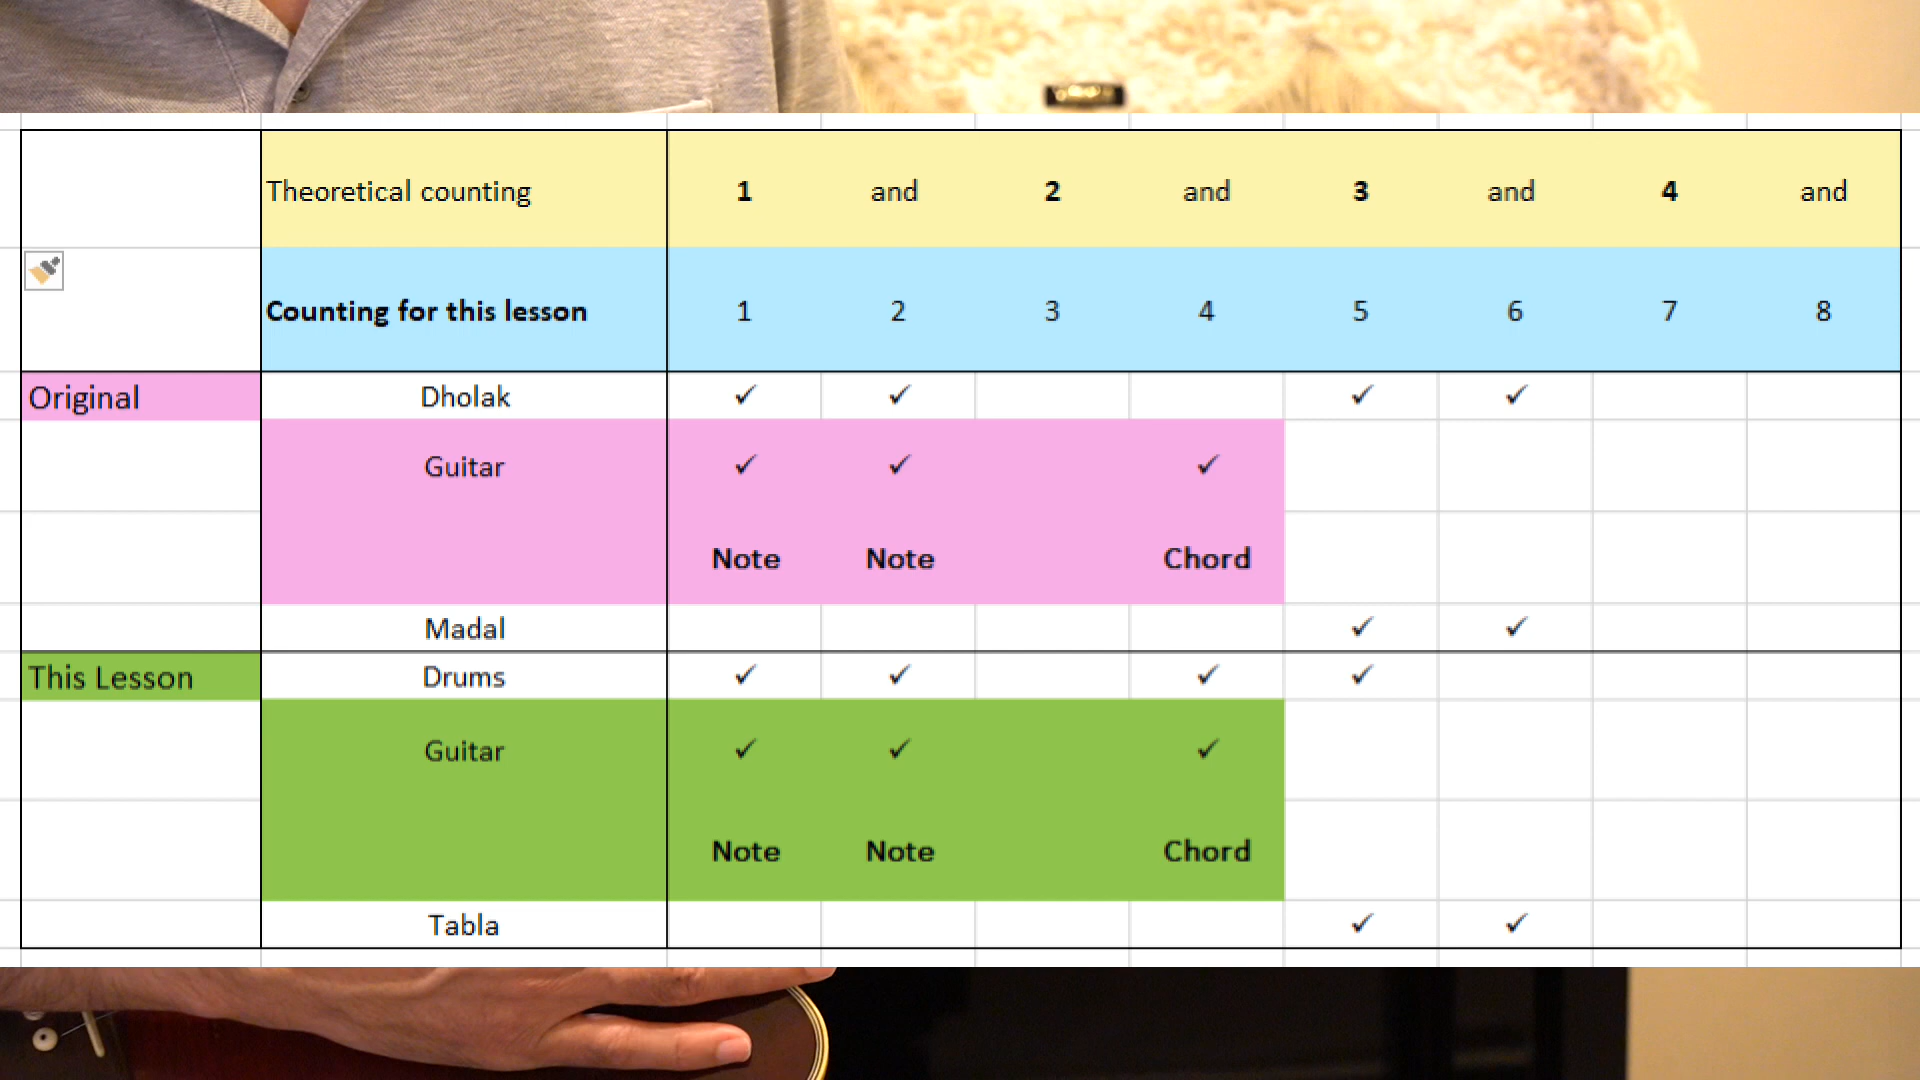 Theoretical counting 1 and 2 and 3 and 4 and
Counting for this lesson 1 2 3 4 5 6 7 8
Original Dholak ✓ ✓ ✓ ✓
Guitar ✓ ✓ ✓
Note Note Chord
Madal ✓ ✓
This Lesson Drums ✓ ✓ ✓ ✓
Guitar ✓ ✓ ✓
Note Note Chord
Tabla ✓ ✓